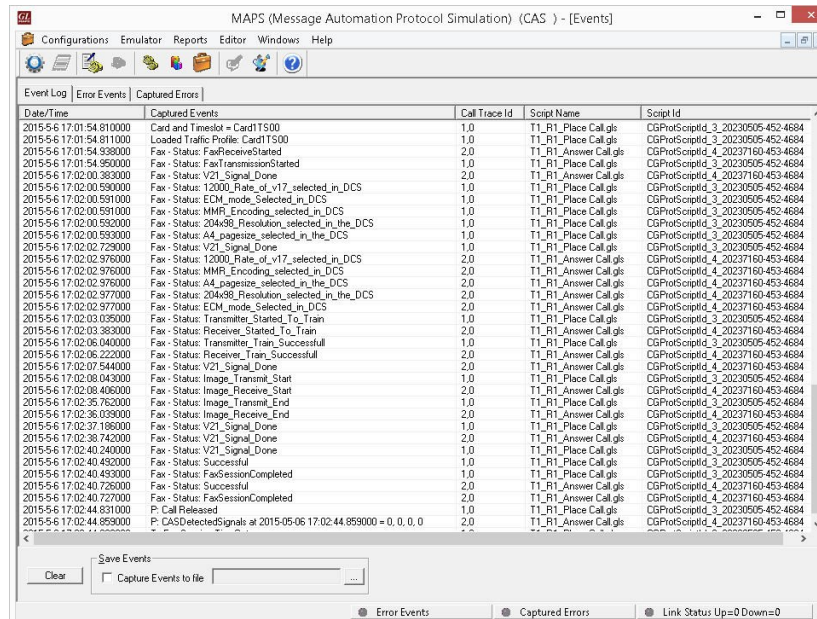 GL
MAPS (Message Automation Protocol Simulation) (CAS ) - [Events]
Configurations Emulator Reports Editor Windows Help
Event Log Error Events Captured Errors
Date/Time Captured Events Call Trace Id Script Name Script Id
2015-5-6 17:01:54.810000 Card and Timeslot = Card1TS00 1,0 T1_R1_Place Call.gls CGProtScriptId_3_20230505-452-4684
2015-5-6 17:01:54.811000 Loaded Traffic Profile: Card1TS00 1,0 T1_R1_Place Call.gls CGProtScriptId_3_20230505-452-4684
2015-5-6 17:01:54.938000 Fax - Status: FaxReceiveStarted 2,0 T1_R1_Answer Call.gls CGProtScriptId_4_20237160-453-4684
2015-5-6 17:01:54.950000 Fax - Status: FaxTransmissionStarted 1,0 T1_R1_Place Call.gls CGProtScriptId_3_20230505-452-4684
2015-5-6 17:02:00.383000 Fax - Status: V21_Signal_Done 2,0 T1_R1_Answer Call.gls CGProtScriptId_4_20237160-453-4684
2015-5-6 17:02:00.590000 Fax - Status: 12000_Rate_of_v17_selected_in_DCS 1,0 T1_R1_Place Call.gls CGProtScriptId_3_20230505-452-4684
2015-5-6 17:02:00.591000 Fax - Status: ECM_mode_Selected_in_DCS 1,0 T1_R1_Place Call.gls CGProtScriptId_3_20230505-452-4684
2015-5-6 17:02:00.591000 Fax - Status: MMR_Encoding_selected_in_DCS 1,0 T1_R1_Place Call.gls CGProtScriptId_3_20230505-452-4684
2015-5-6 17:02:00.592000 Fax - Status: 204x98_Resolution_selected_in_the_DCS 1,0 T1_R1_Place Call.gls CGProtScriptId_3_20230505-452-4684
2015-5-6 17:02:00.593000 Fax - Status: A4_pagesize_selected_in_the_DCS 1,0 T1_R1_Place Call.gls CGProtScriptId_3_20230505-452-4684
2015-5-6 17:02:02.729000 Fax - Status: V21_Signal_Done 1,0 T1_R1_Place Call.gls CGProtScriptId_3_20230505-452-4684
2015-5-6 17:02:02.976000 Fax - Status: 12000_Rate_of_v17_selected_in_DCS 2,0 T1_R1_Answer Call.gls CGProtScriptId_4_20237160-453-4684
2015-5-6 17:02:02.976000 Fax - Status: MMR_Encoding_selected_in_DCS 2,0 T1_R1_Answer Call.gls CGProtScriptId_4_20237160-453-4684
2015-5-6 17:02:02.976000 Fax - Status: A4_pagesize_selected_in_the_DCS 2,0 T1_R1_Answer Call.gls CGProtScriptId_4_20237160-453-4684
2015-5-6 17:02:02.977000 Fax - Status: 204x98_Resolution_selected_in_the_DCS 2,0 T1_R1_Answer Call.gls CGProtScriptId_4_20237160-453-4684
2015-5-6 17:02:02.977000 Fax - Status: ECM_mode_Selected_in_DCS 2,0 T1_R1_Answer Call.gls CGProtScriptId_4_20237160-453-4684
2015-5-6 17:02:03.035000 Fax - Status: Transmitter_Started_To_Train 1,0 T1_R1_Place Call.gls CGProtScriptId_3_20230505-452-4684
2015-5-6 17:02:03.383000 Fax - Status: Receiver_Started_To_Train 2,0 T1_R1_Answer Call.gls CGProtScriptId_4_20237160-453-4684
2015-5-6 17:02:06.040000 Fax - Status: Transmitter_Train_Successfull 1,0 T1_R1_Place Call.gls CGProtScriptId_3_20230505-452-4684
2015-5-6 17:02:06.222000 Fax - Status: Receiver_Train_Successfull 2,0 T1_R1_Answer Call.gls CGProtScriptId_4_20237160-453-4684
2015-5-6 17:02:07.544000 Fax - Status: V21_Signal_Done 2,0 T1_R1_Answer Call.gls CGProtScriptId_4_20237160-453-4684
2015-5-6 17:02:08.043000 Fax - Status: Image_Transmit_Start 1,0 T1_R1_Place Call.gls CGProtScriptId_3_20230505-452-4684
2015-5-6 17:02:08.406000 Fax - Status: Image_Receive_Start 2,0 T1_R1_Answer Call.gls CGProtScriptId_4_20237160-453-4684
2015-5-6 17:02:35.762000 Fax - Status: Image_Transmit_End 1,0 T1_R1_Place Call.gls CGProtScriptId_3_20230505-452-4684
2015-5-6 17:02:36.039000 Fax - Status: Image_Receive_End 2,0 T1_R1_Answer Call.gls CGProtScriptId_4_20237160-453-4684
2015-5-6 17:02:37.186000 Fax - Status: V21_Signal_Done 1,0 T1_R1_Place Call.gls CGProtScriptId_3_20230505-452-4684
2015-5-6 17:02:38.742000 Fax - Status: V21_Signal_Done 2,0 T1_R1_Answer Call.gls CGProtScriptId_4_20237160-453-4684
2015-5-6 17:02:40.240000 Fax - Status: V21_Signal_Done 1,0 T1_R1_Place Call.gls CGProtScriptId_3_20230505-452-4684
2015-5-6 17:02:40.492000 Fax - Status: Successful 1,0 T1_R1_Place Call.gls CGProtScriptId_3_20230505-452-4684
2015-5-6 17:02:40.493000 Fax - Status: FaxSessionCompleted 1,0 T1_R1_Place Call.gls CGProtScriptId_3_20230505-452-4684
2015-5-6 17:02:40.726000 Fax - Status: Successful 2,0 T1_R1_Answer Call.gls CGProtScriptId_4_20237160-453-4684
2015-5-6 17:02:40.727000 Fax - Status: FaxSessionCompleted 2,0 T1_R1_Answer Call.gls CGProtScriptId_4_20237160-453-4684
2015-5-6 17:02:44.831000 P: Call Released 1,0 T1_R1_Place Call.gls CGProtScriptId_3_20230505-452-4684
2015-5-6 17:02:44.859000 P: CASDetectedSignals at 2015-05-06 17:02:44.859000 = 0, 0, 0, 0 2,0 T1_R1_Answer Call.gls CGProtScriptId_4_20237160-453-4684
Save Events
Clear Capture Events to file ...
Error Events Captured Errors Link Status Up=0 Down=0